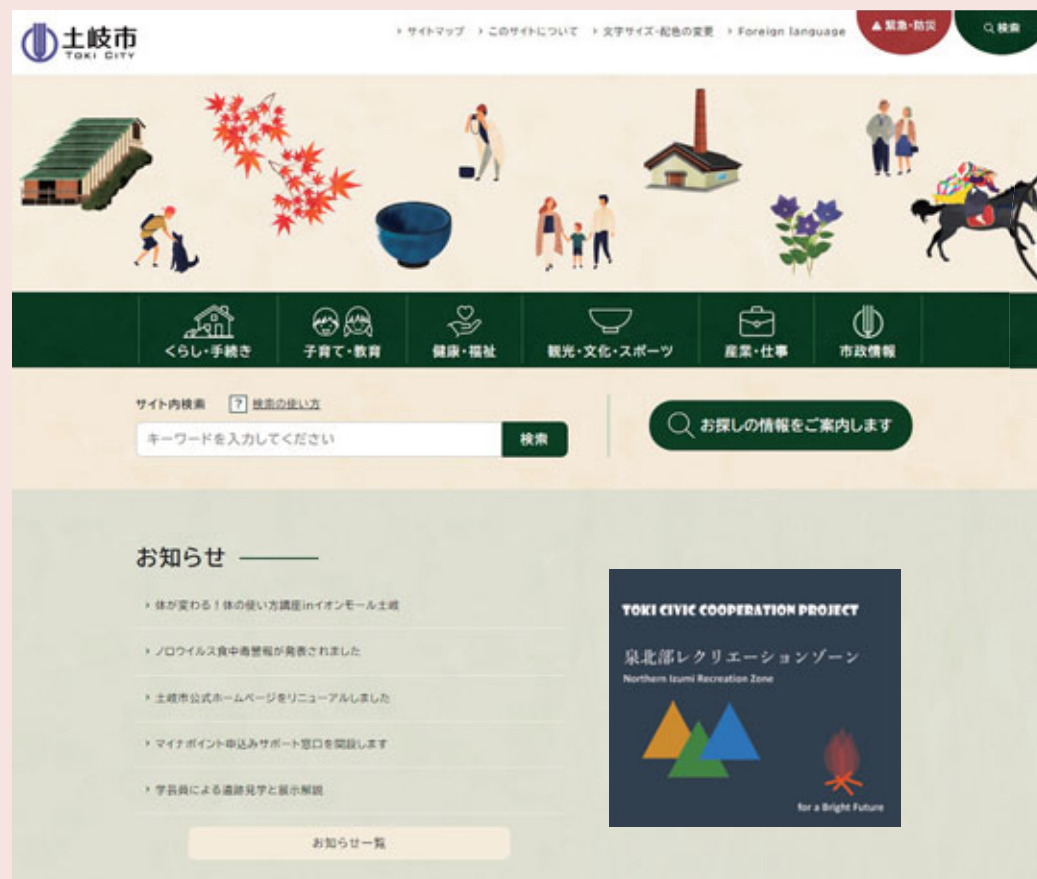 土岐市
TOKI CITY
サイトマップ
このサイトについて
文字サイズ・配色の変更
Foreign language
緊急・防災
検索
くらし・手続き
子育て・教育
健康・福祉
観光・文化・スポーツ
産業・仕事
市政情報
サイト内検索
? 検索の使い方
キーワードを入力してください
検索
お探しの情報をご案内します
お知らせ
体が変わる！体の使い方講座inイオンモール土岐
ノロウイルス食中毒警報が発表されました
土岐市公式ホームページをリニューアルしました
マイナポイント申込みサポート窓口を開設します
学芸員による遺跡見学と展示解説
お知らせ一覧
TOKI CIVIC COOPERATION PROJECT
泉北部レクリエーションゾーン
Northern Izumi Recreation Zone
for a Bright Future